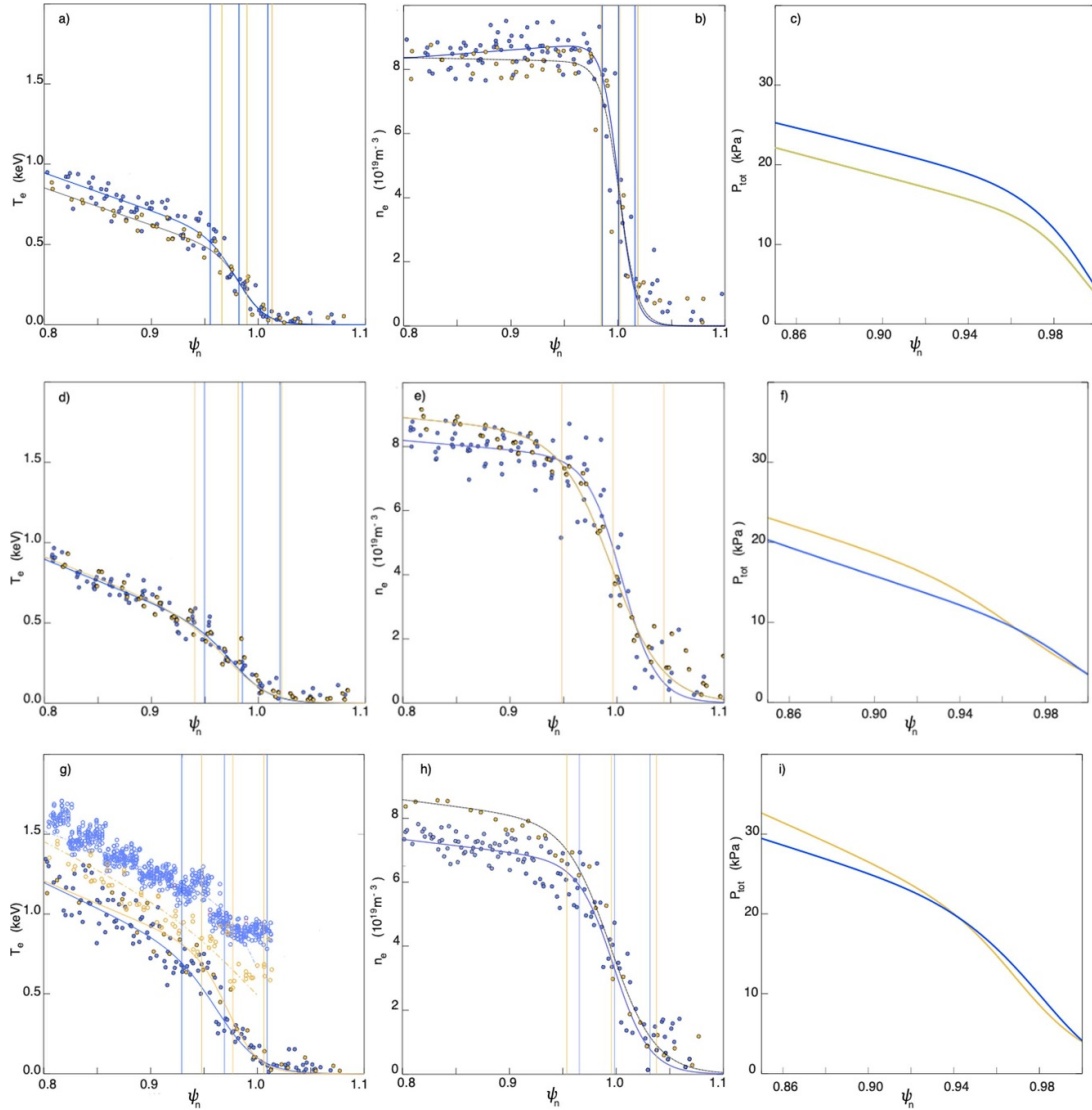 a)
1.5
1.0
0.5
0.0
T_e (keV)
0.8 0.9 1.0 1.1
ψ_n
b)
8
6
4
2
0
n_e (10^19 m^-3)
0.8 0.9 1.0 1.1
ψ_n
c)
30
20
10
0
P_tot (kPa)
0.86 0.90 0.94 0.98
ψ_n
d)
1.5
1.0
0.5
0.0
T_e (keV)
0.8 0.9 1.0 1.1
ψ_n
e)
8
6
4
2
0
n_e (10^19 m^-3)
0.8 0.9 1.0 1.1
ψ_n
f)
30
20
10
0
P_tot (kPa)
0.86 0.90 0.94 0.98
ψ_n
g)
1.5
1.0
0.5
0.0
T_e (keV)
0.8 0.9 1.0 1.1
ψ_n
h)
8
6
4
2
0
n_e (10^19 m^-3)
0.8 0.9 1.0 1.1
ψ_n
i)
30
20
10
0
P_tot (kPa)
0.86 0.90 0.94 0.98
ψ_n